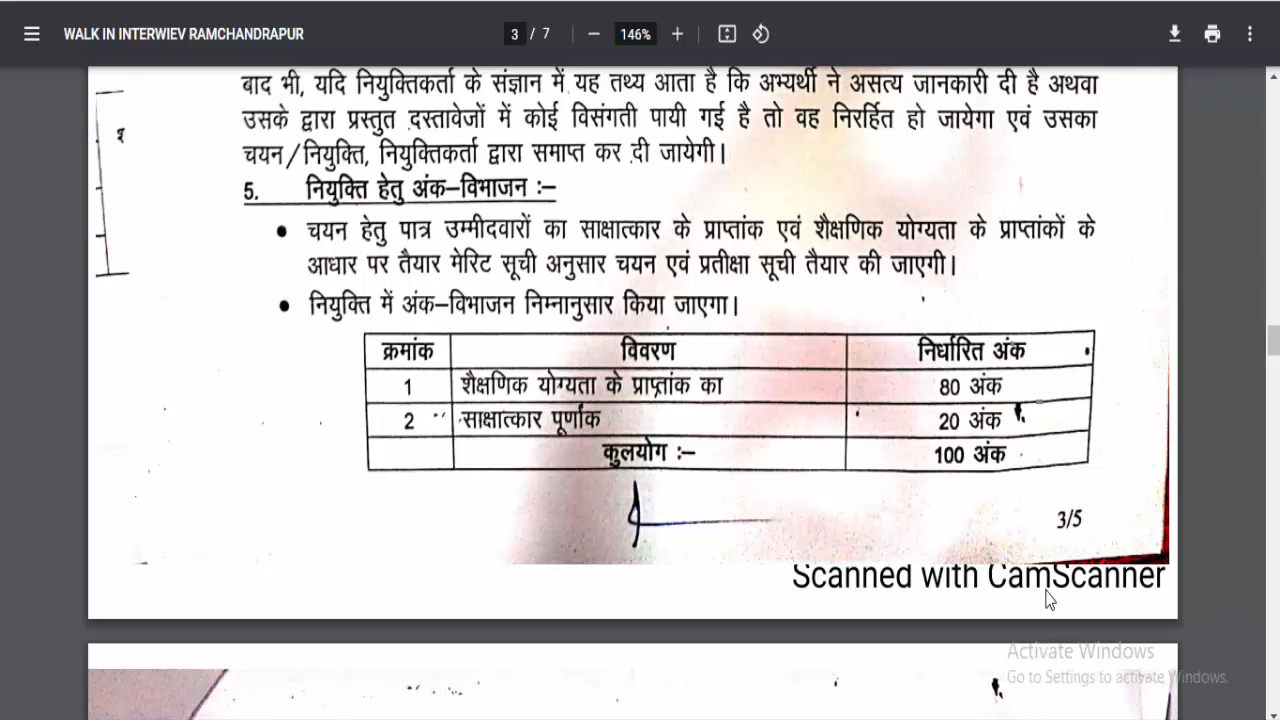 WALK IN INTERWIEV RAMCHANDRAPUR 3 / 7 146%
बाद भी, यदि नियुक्तिकर्ता के संज्ञान में यह तथ्य आता है कि अभ्यर्थी ने असत्य जानकारी दी है अथवा
उसके द्वारा प्रस्तुत दस्तावेजों में कोई विसंगती पायी गई है तो वह निरर्हित हो जायेगा एवं उसका
चयन/नियुक्ति, नियुक्तिकर्ता द्वारा समाप्त कर दी जायेगी।
5. नियुक्ति हेतु अंक–विभाजन :–
• चयन हेतु पात्र उम्मीदवारों का साक्षात्कार के प्राप्तांक एवं शैक्षणिक योग्यता के प्राप्तांकों के
आधार पर तैयार मेरिट सूची अनुसार चयन एवं प्रतीक्षा सूची तैयार की जाएगी।
• नियुक्ति में अंक–विभाजन निम्नानुसार किया जाएगा।
क्रमांक विवरण निर्धारित अंक
1 शैक्षणिक योग्यता के प्राप्तांक का 80 अंक
2 साक्षात्कार पूर्णांक 20 अंक
कुलयोग :– 100 अंक
3/5
Scanned with CamScanner
Activate Windows
Go to Settings to activate Windows.